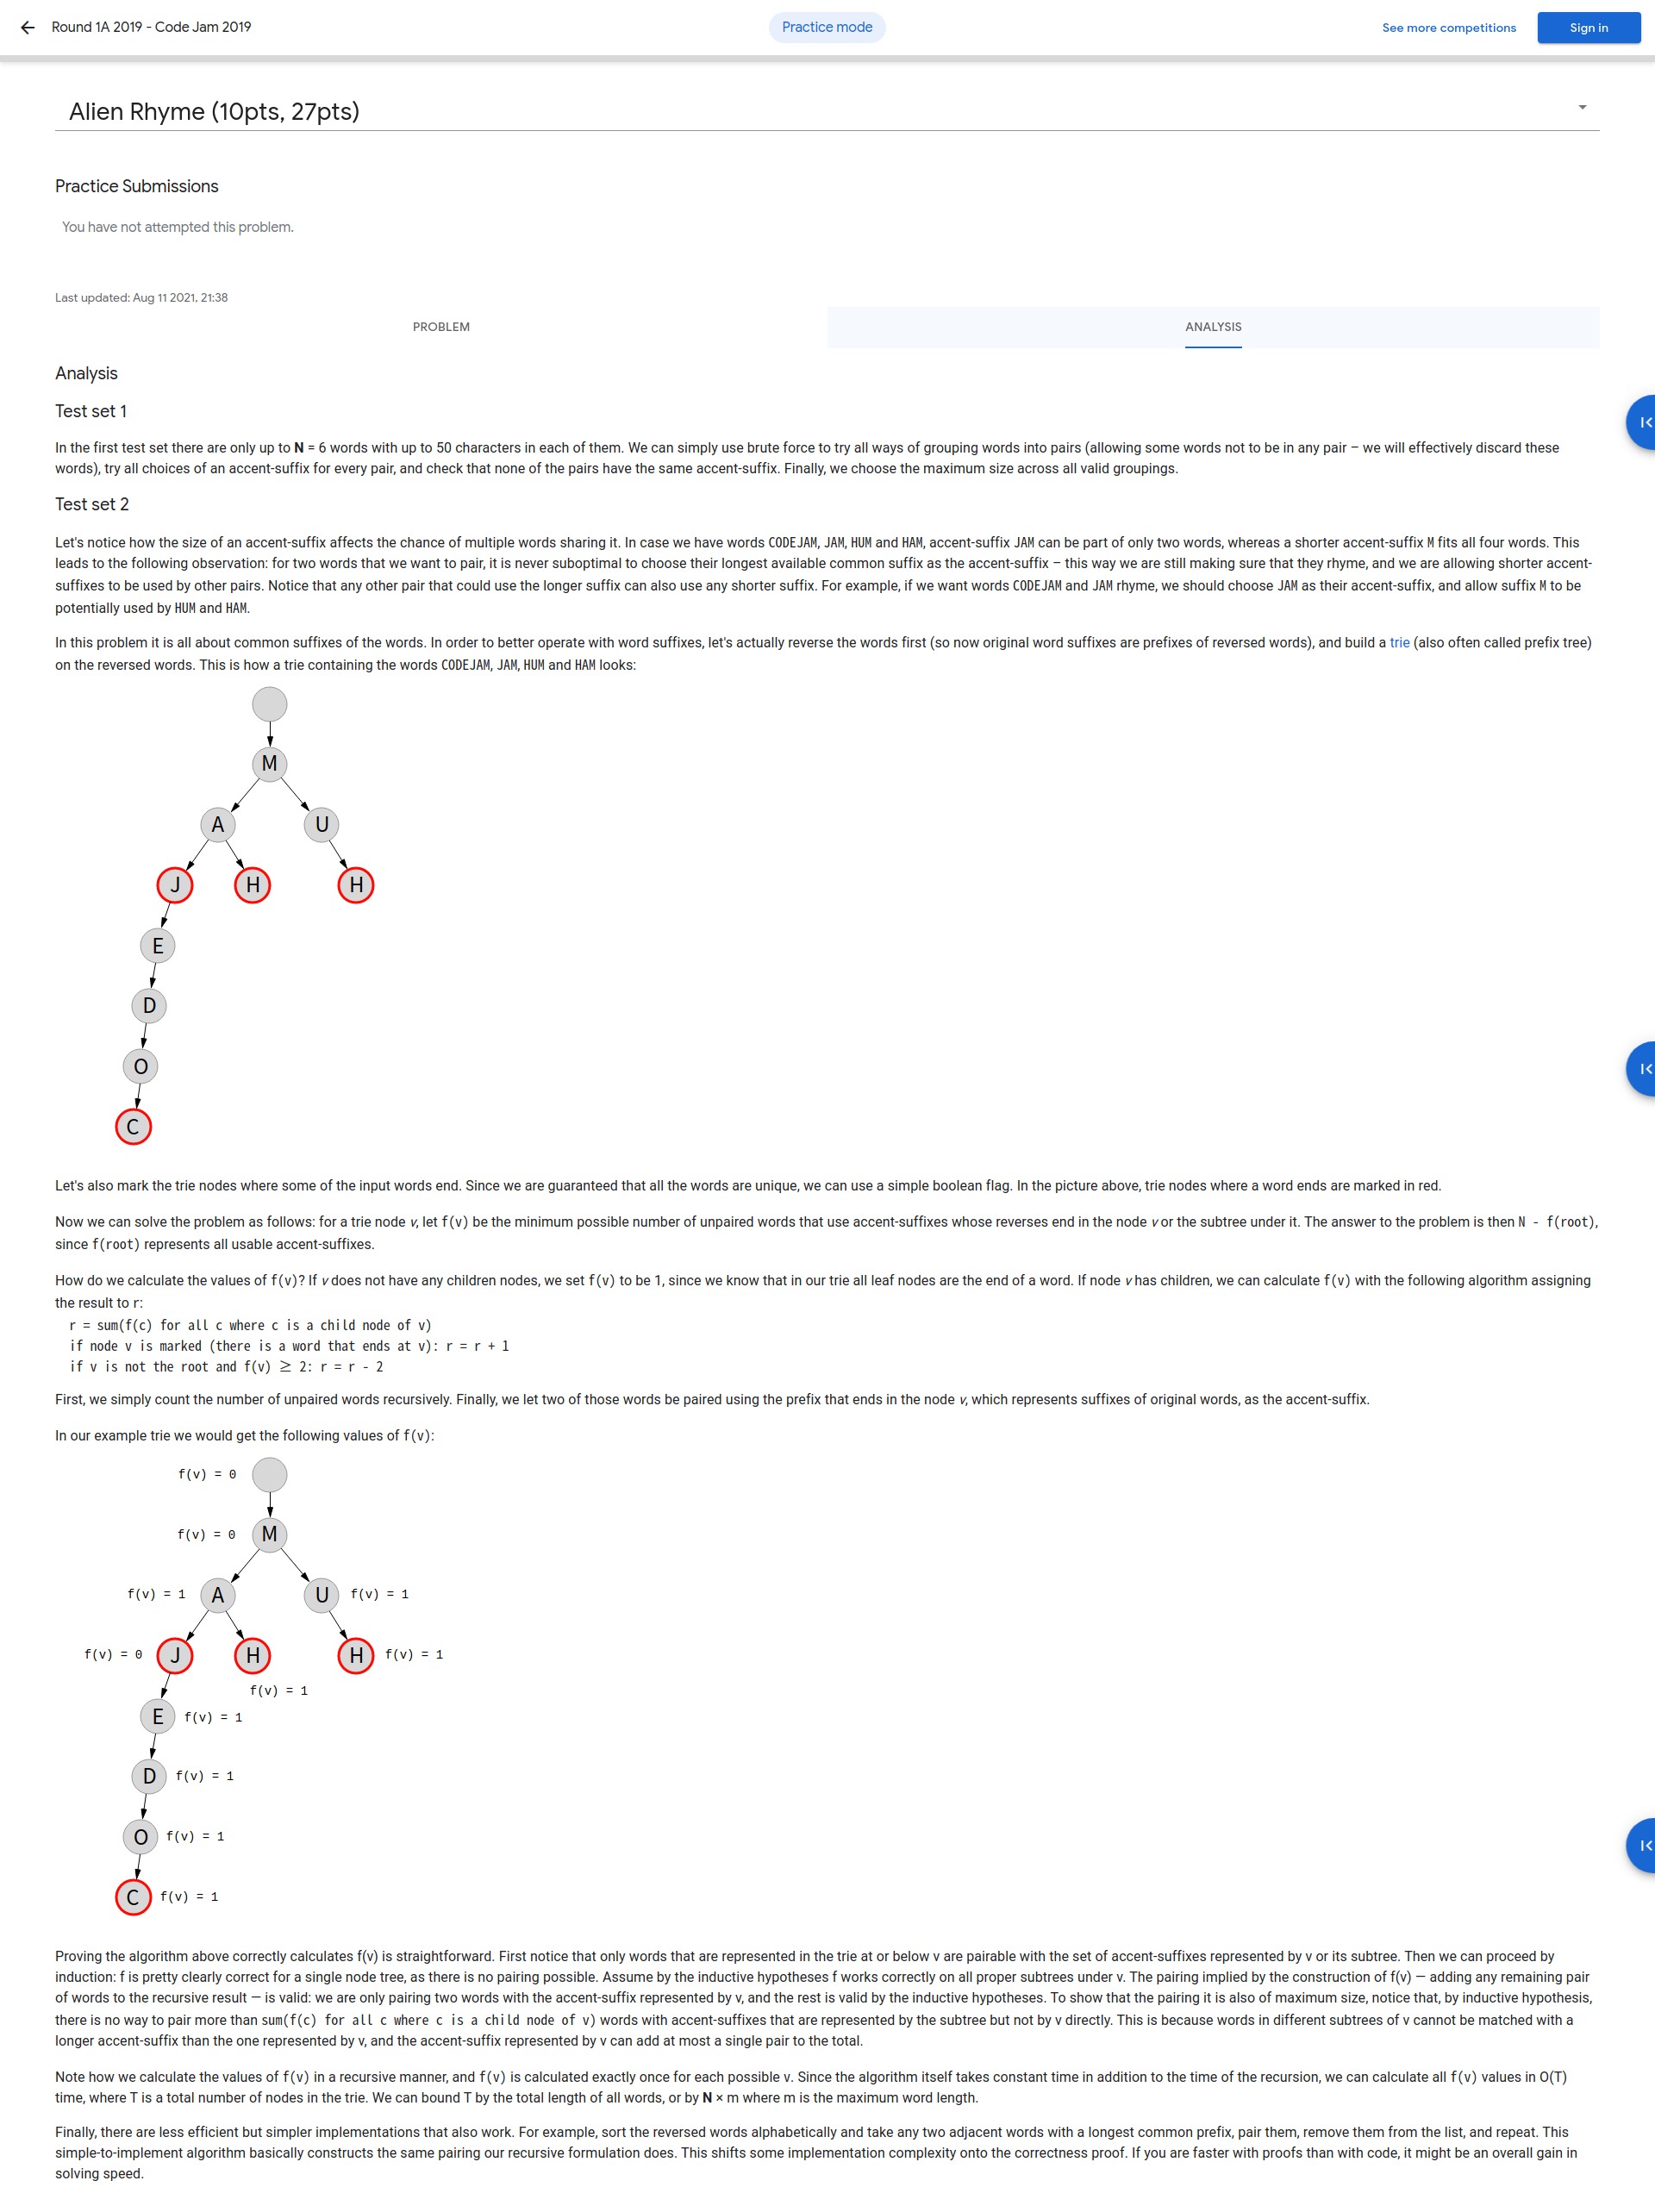 Round 1A 2019 - Code Jam 2019
Practice mode
See more competitions
Sign in
Alien Rhyme (10pts, 27pts)
Practice Submissions
You have not attempted this problem.
Last updated: Aug 11 2021, 21:38
PROBLEM
ANALYSIS
Analysis
Test set 1
In the first test set there are only up to N = 6 words with up to 50 characters in each of them. We can simply use brute force to try all ways of grouping words into pairs (allowing some words not to be in any pair – we will effectively discard these
words), try all choices of an accent-suffix for every pair, and check that none of the pairs have the same accent-suffix. Finally, we choose the maximum size across all valid groupings.
Test set 2
Let's notice how the size of an accent-suffix affects the chance of multiple words sharing it. In case we have words CODEJAM, JAM, HUM and HAM, accent-suffix JAM can be part of only two words, whereas a shorter accent-suffix M fits all four words. This
leads to the following observation: for two words that we want to pair, it is never suboptimal to choose their longest available common suffix as the accent-suffix – this way we are still making sure that they rhyme, and we are allowing shorter accent-
suffixes to be used by other pairs. Notice that any other pair that could use the longer suffix can also use any shorter suffix. For example, if we want words CODEJAM and JAM rhyme, we should choose JAM as their accent-suffix, and allow suffix M to be
potentially used by HUM and HAM.
In this problem it is all about common suffixes of the words. In order to better operate with word suffixes, let's actually reverse the words first (so now original word suffixes are prefixes of reversed words), and build a trie (also often called prefix tree)
on the reversed words. This is how a trie containing the words CODEJAM, JAM, HUM and HAM looks:
M
A U
J H H
E
D
O
C
Let's also mark the trie nodes where some of the input words end. Since we are guaranteed that all the words are unique, we can use a simple boolean flag. In the picture above, trie nodes where a word ends are marked in red.
Now we can solve the problem as follows: for a trie node v, let f(v) be the minimum possible number of unpaired words that use accent-suffixes whose reverses end in the node v or the subtree under it. The answer to the problem is then N - f(root),
since f(root) represents all usable accent-suffixes.
How do we calculate the values of f(v)? If v does not have any children nodes, we set f(v) to be 1, since we know that in our trie all leaf nodes are the end of a word. If node v has children, we can calculate f(v) with the following algorithm assigning
the result to r:
r = sum(f(c) for all c where c is a child node of v)
if node v is marked (there is a word that ends at v): r = r + 1
if v is not the root and f(v) ≥ 2: r = r - 2
First, we simply count the number of unpaired words recursively. Finally, we let two of those words be paired using the prefix that ends in the node v, which represents suffixes of original words, as the accent-suffix.
In our example trie we would get the following values of f(v):
f(v) = 0
f(v) = 0 M
f(v) = 1 A U f(v) = 1
f(v) = 0 J H H f(v) = 1
f(v) = 1
E f(v) = 1
D f(v) = 1
O f(v) = 1
C f(v) = 1
Proving the algorithm above correctly calculates f(v) is straightforward. First notice that only words that are represented in the trie at or below v are pairable with the set of accent-suffixes represented by v or its subtree. Then we can proceed by
induction: f is pretty clearly correct for a single node tree, as there is no pairing possible. Assume by the inductive hypotheses f works correctly on all proper subtrees under v. The pairing implied by the construction of f(v) — adding any remaining pair
of words to the recursive result — is valid: we are only pairing two words with the accent-suffix represented by v, and the rest is valid by the inductive hypotheses. To show that the pairing it is also of maximum size, notice that, by inductive hypothesis,
there is no way to pair more than sum(f(c) for all c where c is a child node of v) words with accent-suffixes that are represented by the subtree but not by v directly. This is because words in different subtrees of v cannot be matched with a
longer accent-suffix than the one represented by v, and the accent-suffix represented by v can add at most a single pair to the total.
Note how we calculate the values of f(v) in a recursive manner, and f(v) is calculated exactly once for each possible v. Since the algorithm itself takes constant time in addition to the time of the recursion, we can calculate all f(v) values in O(T)
time, where T is a total number of nodes in the trie. We can bound T by the total length of all words, or by N × m where m is the maximum word length.
Finally, there are less efficient but simpler implementations that also work. For example, sort the reversed words alphabetically and take any two adjacent words with a longest common prefix, pair them, remove them from the list, and repeat. This
simple-to-implement algorithm basically constructs the same pairing our recursive formulation does. This shifts some implementation complexity onto the correctness proof. If you are faster with proofs than with code, it might be an overall gain in
solving speed.